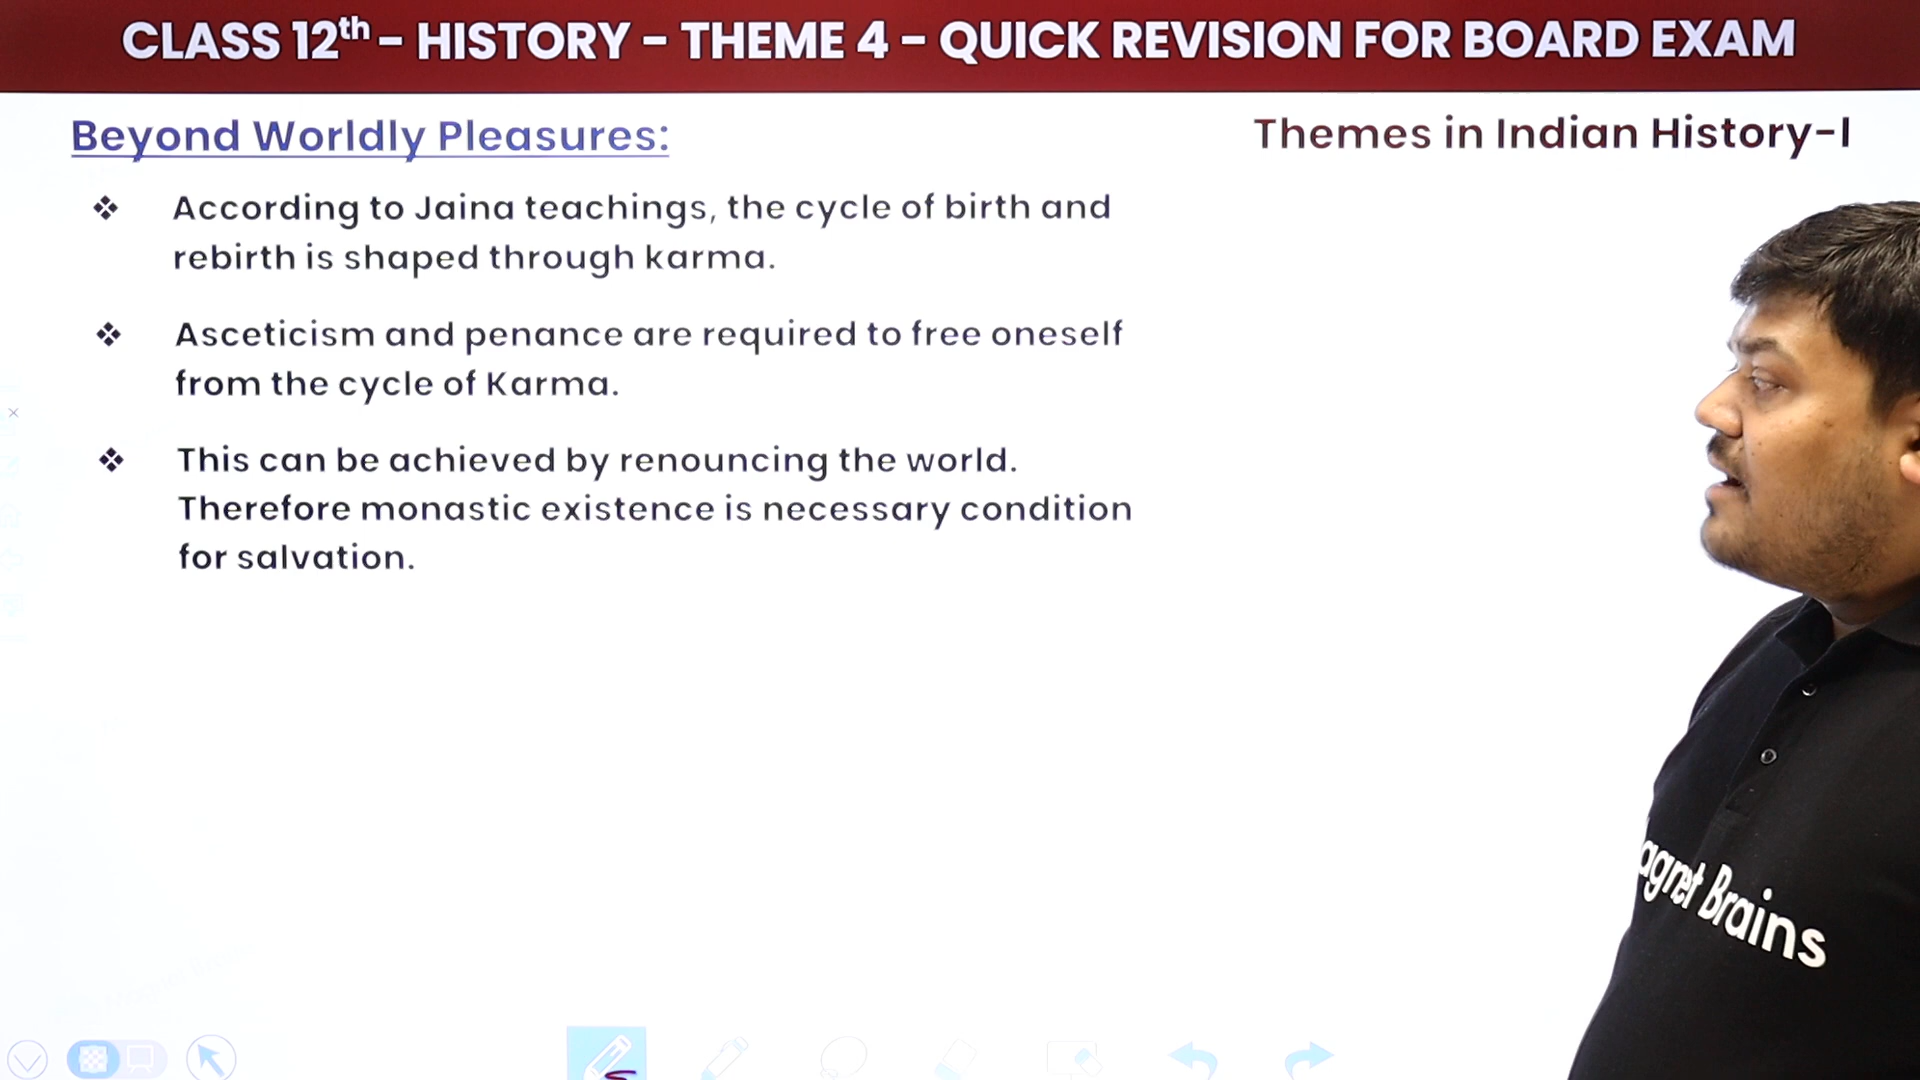 CLASS 12th - HISTORY - THEME 4 - QUICK REVISION FOR BOARD EXAM
Beyond Worldly Pleasures:
Themes in Indian History-I
❖ According to Jaina teachings, the cycle of birth and
rebirth is shaped through karma.
❖ Asceticism and penance are required to free oneself
from the cycle of Karma.
❖ This can be achieved by renouncing the world.
Therefore monastic existence is necessary condition
for salvation.
agnet Brains